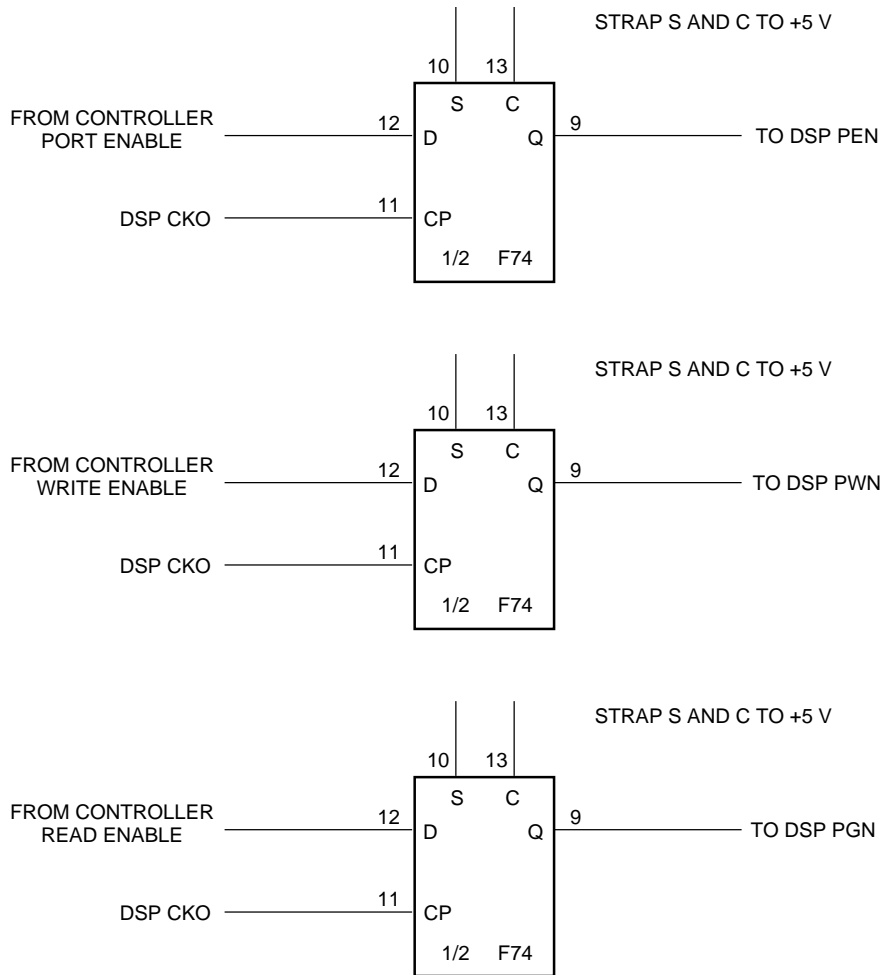 STRAP S AND C TO +5 V
10 13
S C
FROM CONTROLLER
PORT ENABLE
12
D
Q
9
TO DSP PEN
DSP CKO
11
CP
1/2 F74
STRAP S AND C TO +5 V
10 13
S C
FROM CONTROLLER
WRITE ENABLE
12
D
Q
9
TO DSP PWN
DSP CKO
11
CP
1/2 F74
STRAP S AND C TO +5 V
10 13
S C
FROM CONTROLLER
READ ENABLE
12
D
Q
9
TO DSP PGN
DSP CKO
11
CP
1/2 F74